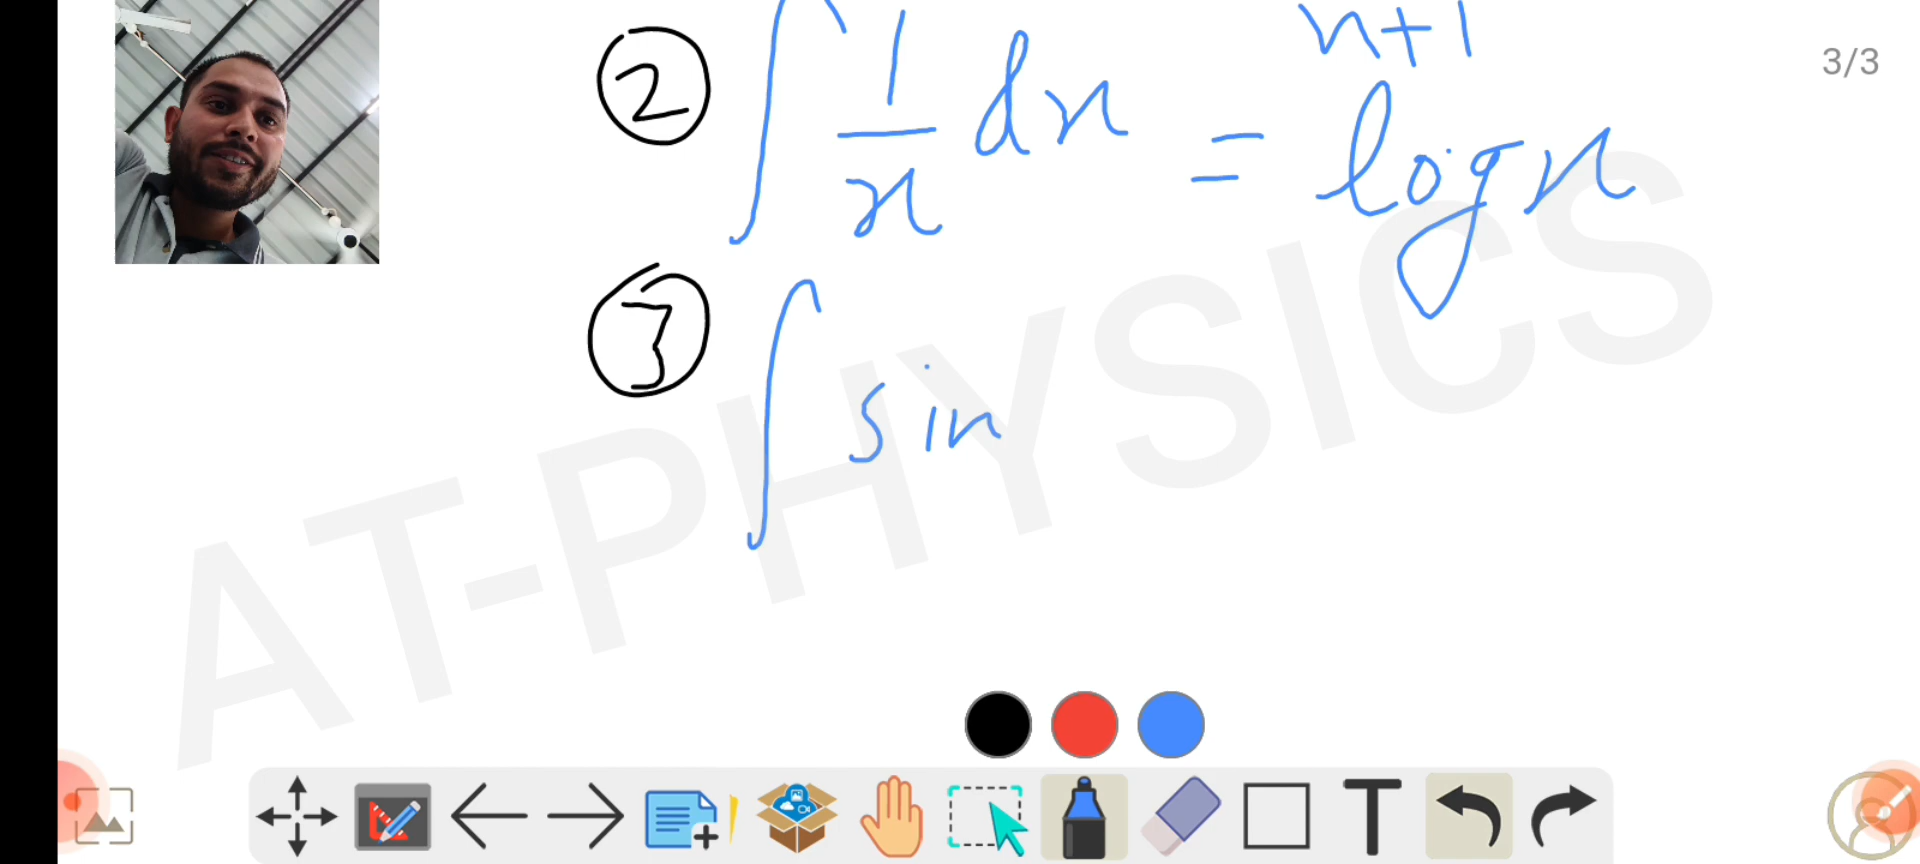 n+1
3/3
② ∫ 1/x dx = log x
③ ∫ sin
AT-PHYSICS
T